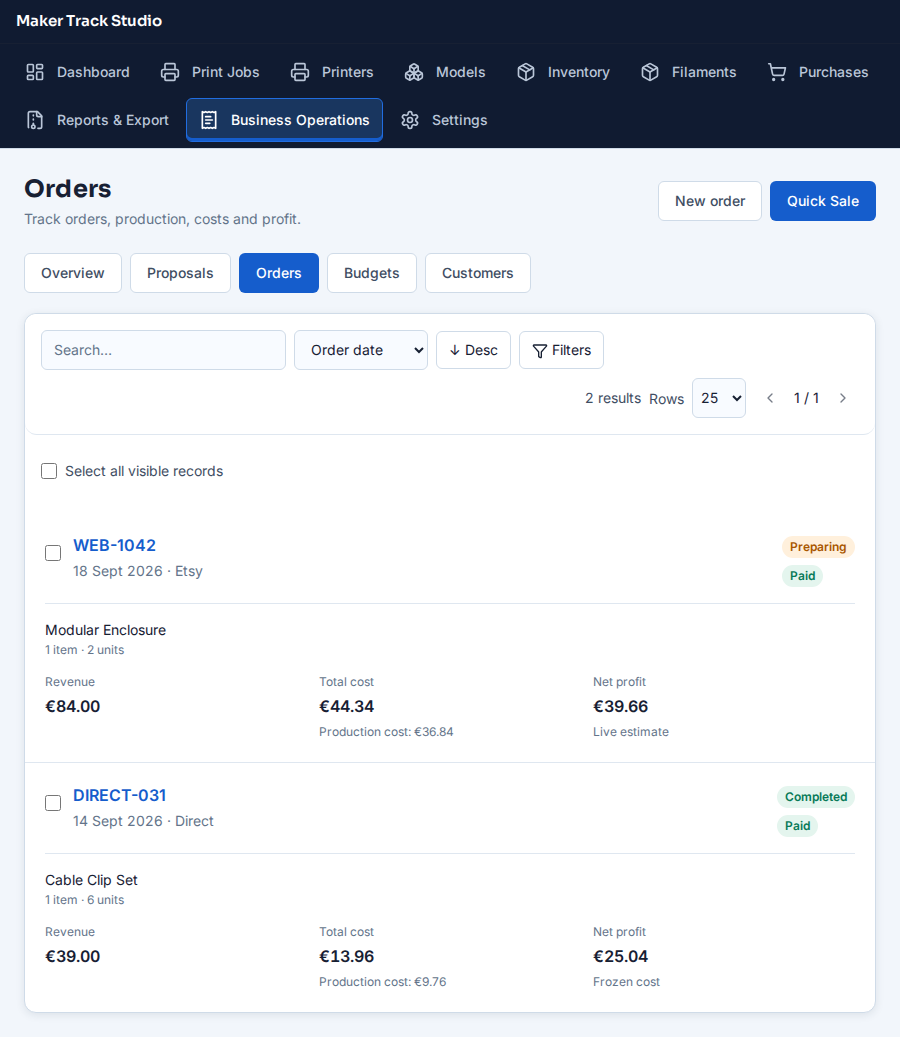 Maker Track Studio
Dashboard Print Jobs Printers Models Inventory Filaments Purchases
Reports & Export Business Operations Settings
Orders
Track orders, production, costs and profit.
New order Quick Sale
Overview Proposals Orders Budgets Customers
Search... Order date ↓ Desc Filters
2 results Rows 25 1 / 1
Select all visible records
WEB-1042
18 Sept 2026 · Etsy
Preparing
Paid
Modular Enclosure
1 item · 2 units
Revenue Total cost Net profit
€84.00 €44.34 €39.66
Production cost: €36.84 Live estimate
DIRECT-031
14 Sept 2026 · Direct
Completed
Paid
Cable Clip Set
1 item · 6 units
Revenue Total cost Net profit
€39.00 €13.96 €25.04
Production cost: €9.76 Frozen cost